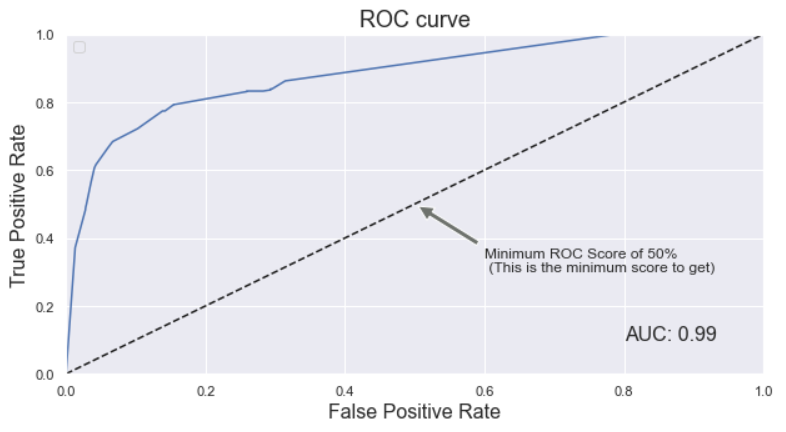 ROC curve
1.0
0.8
0.6
0.4
0.2
0.0
True Positive Rate
Minimum ROC Score of 50%
(This is the minimum score to get)
AUC: 0.99
0.0 0.2 0.4 0.6 0.8 1.0
False Positive Rate